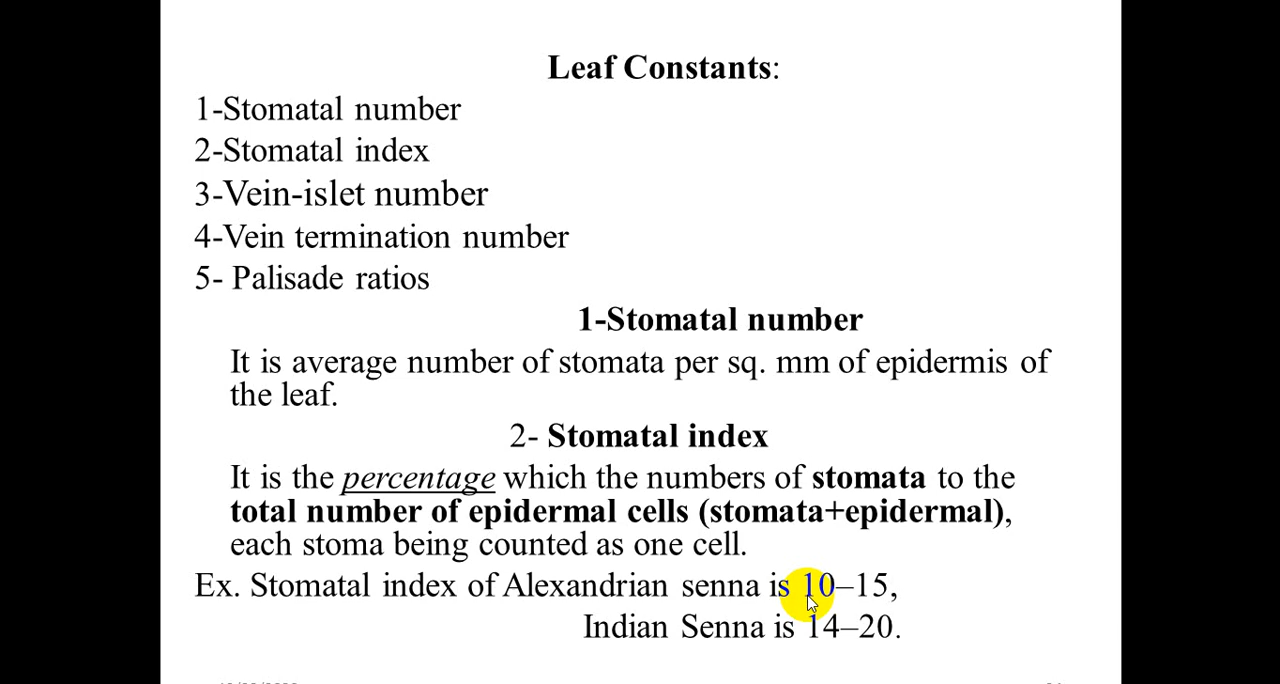 Leaf Constants:
1-Stomatal number
2-Stomatal index
3-Vein-islet number
4-Vein termination number
5- Palisade ratios
1-Stomatal number
It is average number of stomata per sq. mm of epidermis of
the leaf.
2- Stomatal index
It is the percentage which the numbers of stomata to the
total number of epidermal cells (stomata+epidermal),
each stoma being counted as one cell.
Ex. Stomatal index of Alexandrian senna is 10–15,
Indian Senna is 14–20.